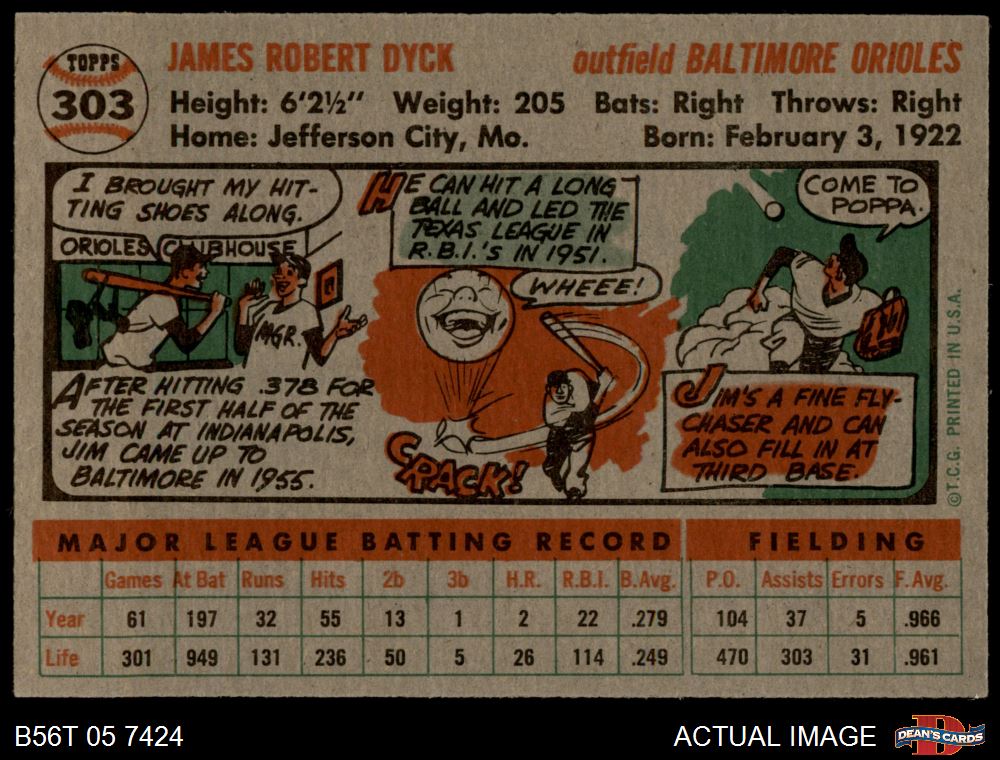 TOPPS
303
JAMES ROBERT DYCK outfield BALTIMORE ORIOLES
Height: 6'2½" Weight: 205 Bats: Right Throws: Right
Home: Jefferson City, Mo. Born: February 3, 1922
I BROUGHT MY HIT-
TING SHOES ALONG.
ORIOLES CLUBHOUSE
MGR.
AFTER HITTING .378 FOR
THE FIRST HALF OF THE
SEASON AT INDIANAPOLIS,
JIM CAME UP TO
BALTIMORE IN 1955.
HE CAN HIT A LONG
BALL AND LED THE
TEXAS LEAGUE IN
R.B.I.'S IN 1951.
WHEEE!
CRACK!
COME TO
POPPA.
JIM'S A FINE FLY-
CHASER AND CAN
ALSO FILL IN AT
THIRD BASE.
©T.C.G. PRINTED IN U.S.A.
MAJOR LEAGUE BATTING RECORD FIELDING
Games At Bat Runs Hits 2b 3b H.R. R.B.I. B.Avg. P.O. Assists Errors F.Avg.
Year 61 197 32 55 13 1 2 22 .279 104 37 5 .966
Life 301 949 131 236 50 5 26 114 .249 470 303 31 .961
B56T 05 7424 ACTUAL IMAGE
D
DEAN'S CARDS